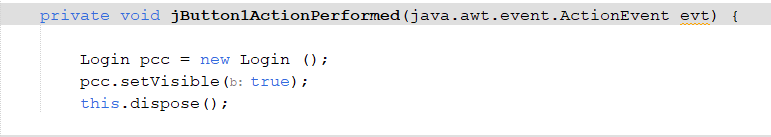 private void jButton1ActionPerformed(java.awt.event.ActionEvent evt) {
Login pcc = new Login ();
pcc.setVisible(b: true);
this.dispose();